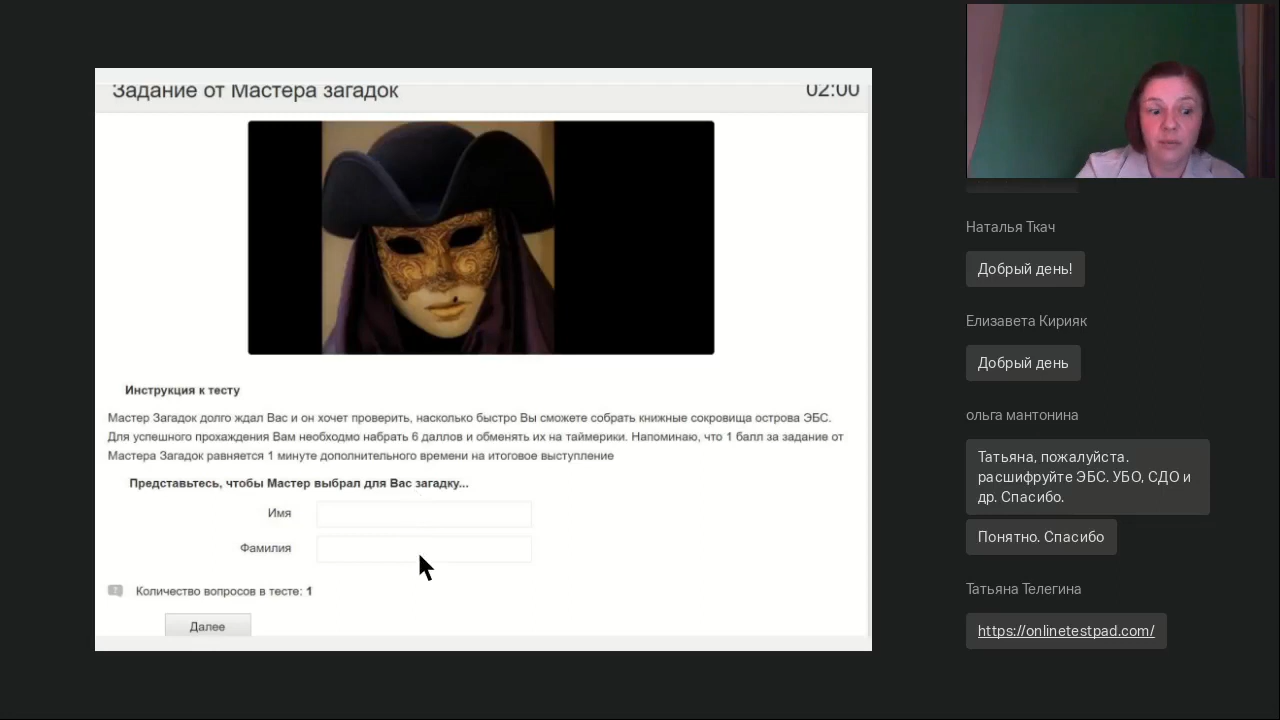 Задание от Мастера загадок
02:00
Инструкция к тесту
Мастер Загадок долго ждал Вас и он хочет проверить, насколько быстро Вы сможете собрать книжные сокровища острова ЭБС.
Для успешного прохаждения Вам необходмо набрать 6 даллов и обменять их на таймерики. Напоминаю, что 1 балл за задание от
Мастера Загадок равняется 1 минуте дополнительного времени на итоговое выступление
Представьтесь, чтобы Мастер выбрал для Вас загадку...
Имя
Фамилия
Количество вопросов в тесте: 1
Далее
Наталья Ткач
Добрый день!
Елизавета Кирияк
Добрый день
ольга мантонина
Татьяна, пожалуйста.
расшифруйте ЭБС. УБО, СДО и
др. Спасибо.
Понятно. Спасибо
Татьяна Телегина
https://onlinetestpad.com/